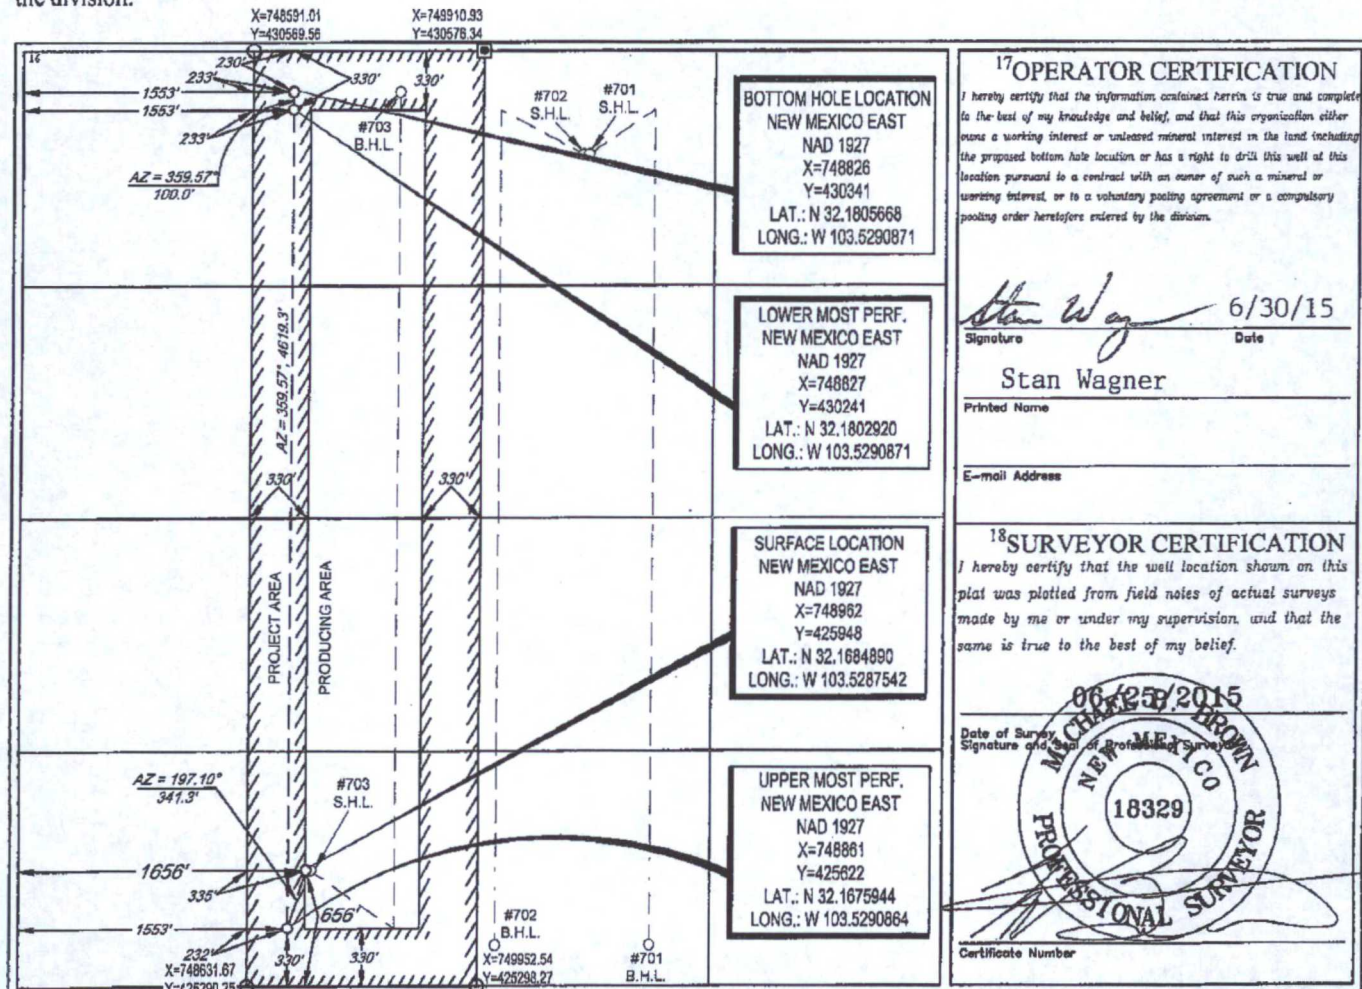 the division.
X=748591.01
Y=430569.56
X=749910.93
Y=430576.34
16
230'
233'
330'
330'
1553'
1553'
233'
#703
B.H.L.
#702
S.H.L.
#701
S.H.L.
AZ = 359.57°
100.0'
AZ = 359.57°, 4619.3'
330'
330'
PROJECT AREA
PRODUCING AREA
AZ = 197.10°
341.3'
#703
S.H.L.
1656'
335'
656'
1553'
232'
330'
330'
X=748631.67
Y=425290.25
#702
B.H.L.
X=749952.54
Y=425298.27
#701
B.H.L.
BOTTOM HOLE LOCATION
NEW MEXICO EAST
NAD 1927
X=748826
Y=430341
LAT.: N 32.1805668
LONG.: W 103.5290871
LOWER MOST PERF.
NEW MEXICO EAST
NAD 1927
X=748827
Y=430241
LAT.: N 32.1802920
LONG.: W 103.5290871
SURFACE LOCATION
NEW MEXICO EAST
NAD 1927
X=748962
Y=425948
LAT.: N 32.1684890
LONG.: W 103.5287542
UPPER MOST PERF.
NEW MEXICO EAST
NAD 1927
X=748861
Y=425622
LAT.: N 32.1675944
LONG.: W 103.5290864
17 OPERATOR CERTIFICATION
I hereby certify that the information contained herein is true and complete
to the best of my knowledge and belief, and that this organization either
owns a working interest or unleased mineral interest in the land including
the proposed bottom hole location or has a right to drill this well at this
location pursuant to a contract with an owner of such a mineral or
working interest, or to a voluntary pooling agreement or a compulsory
pooling order heretofore entered by the division.
Stan Wagner 6/30/15
Signature Date
Stan Wagner
Printed Name
E-mail Address
18 SURVEYOR CERTIFICATION
I hereby certify that the well location shown on this
plat was plotted from field notes of actual surveys
made by me or under my supervision, and that the
same is true to the best of my belief.
06/25/2015
Date of Survey
Signature and Seal of Professional Surveyor
MICHAEL B. BROWN
NEW MEXICO
18329
PROFESSIONAL SURVEYOR
Certificate Number